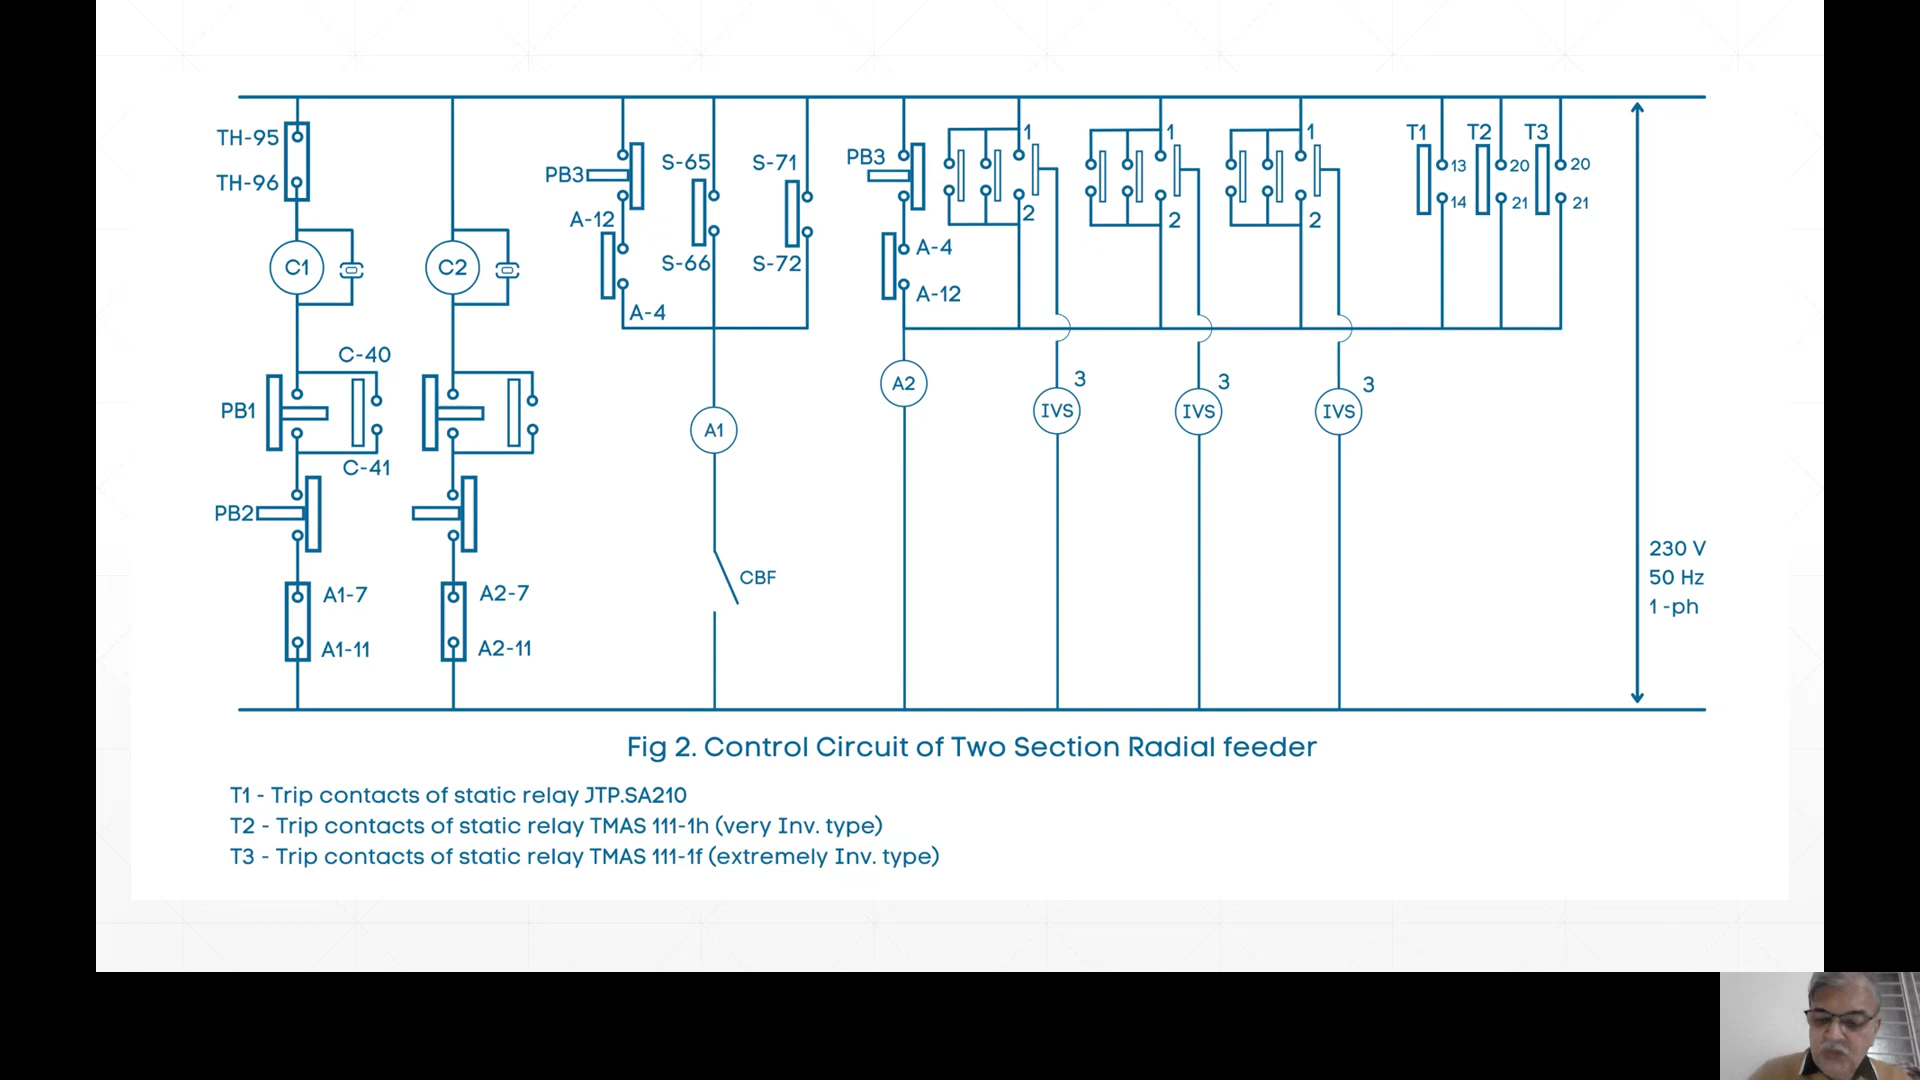 TH-95
TH-96
C1
C2
C-40
PB1
C-41
PB2
A1-7
A1-11
A2-7
A2-11
PB3
A-12
A-4
S-65
S-66
S-71
S-72
A1
CBF
PB3
A-4
A-12
A2
1
2
3
IVS
1
2
3
IVS
1
2
3
IVS
T1
13
14
T2
20
21
T3
20
21
230 V
50 Hz
1 -ph
Fig 2. Control Circuit of Two Section Radial feeder
T1 - Trip contacts of static relay JTP.SA210
T2 - Trip contacts of static relay TMAS 111-1h (very Inv. type)
T3 - Trip contacts of static relay TMAS 111-1f (extremely Inv. type)